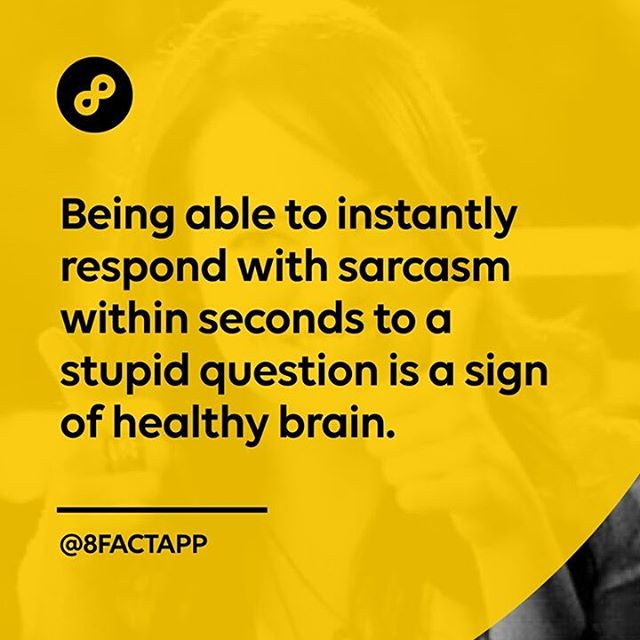 Being able to instantly
respond with sarcasm
within seconds to a
stupid question is a sign
of healthy brain.
@8FACTAPP